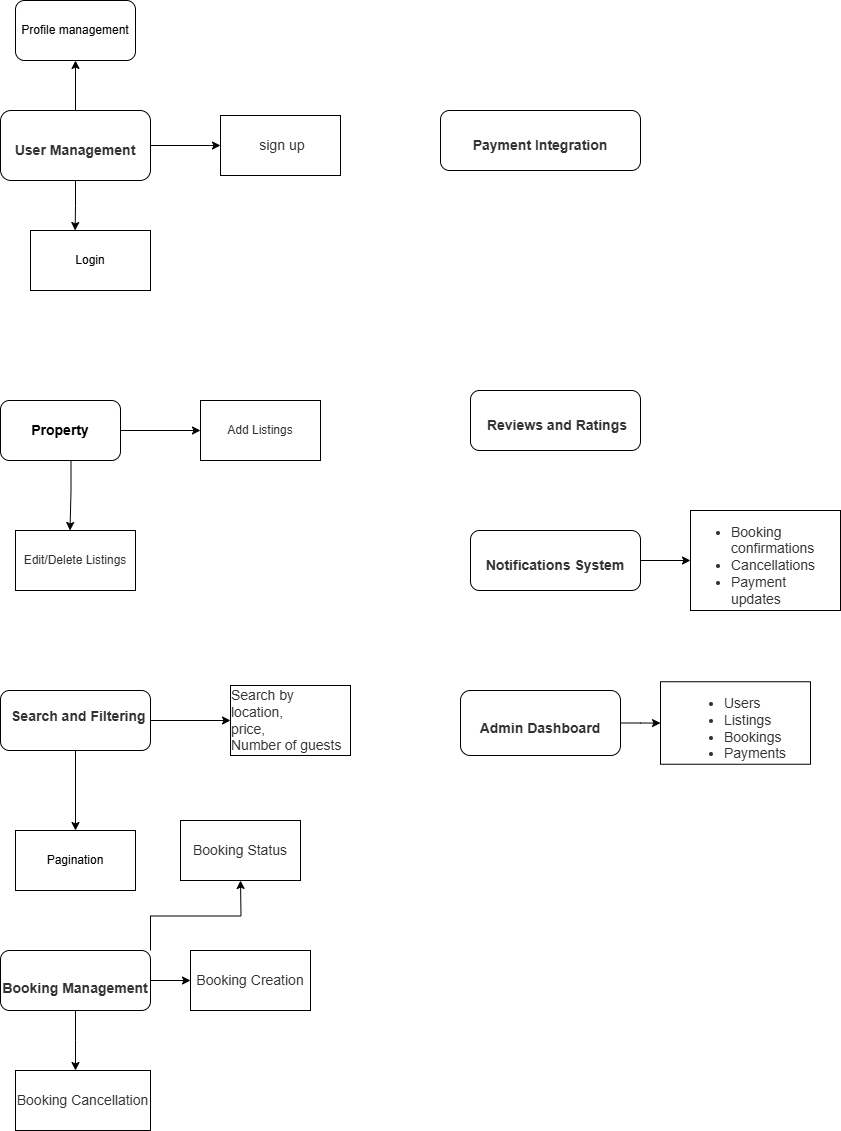 Profile management
User Management
sign up
Payment Integration
Login
Property
Add Listings
Reviews and Ratings
Edit/Delete Listings
Notifications System
Booking
confirmations
Cancellations
Payment
updates
Search and Filtering
Search by
location,
price,
Number of guests
Admin Dashboard
Users
Listings
Bookings
Payments
Pagination
Booking Status
Booking Management
Booking Creation
Booking Cancellation